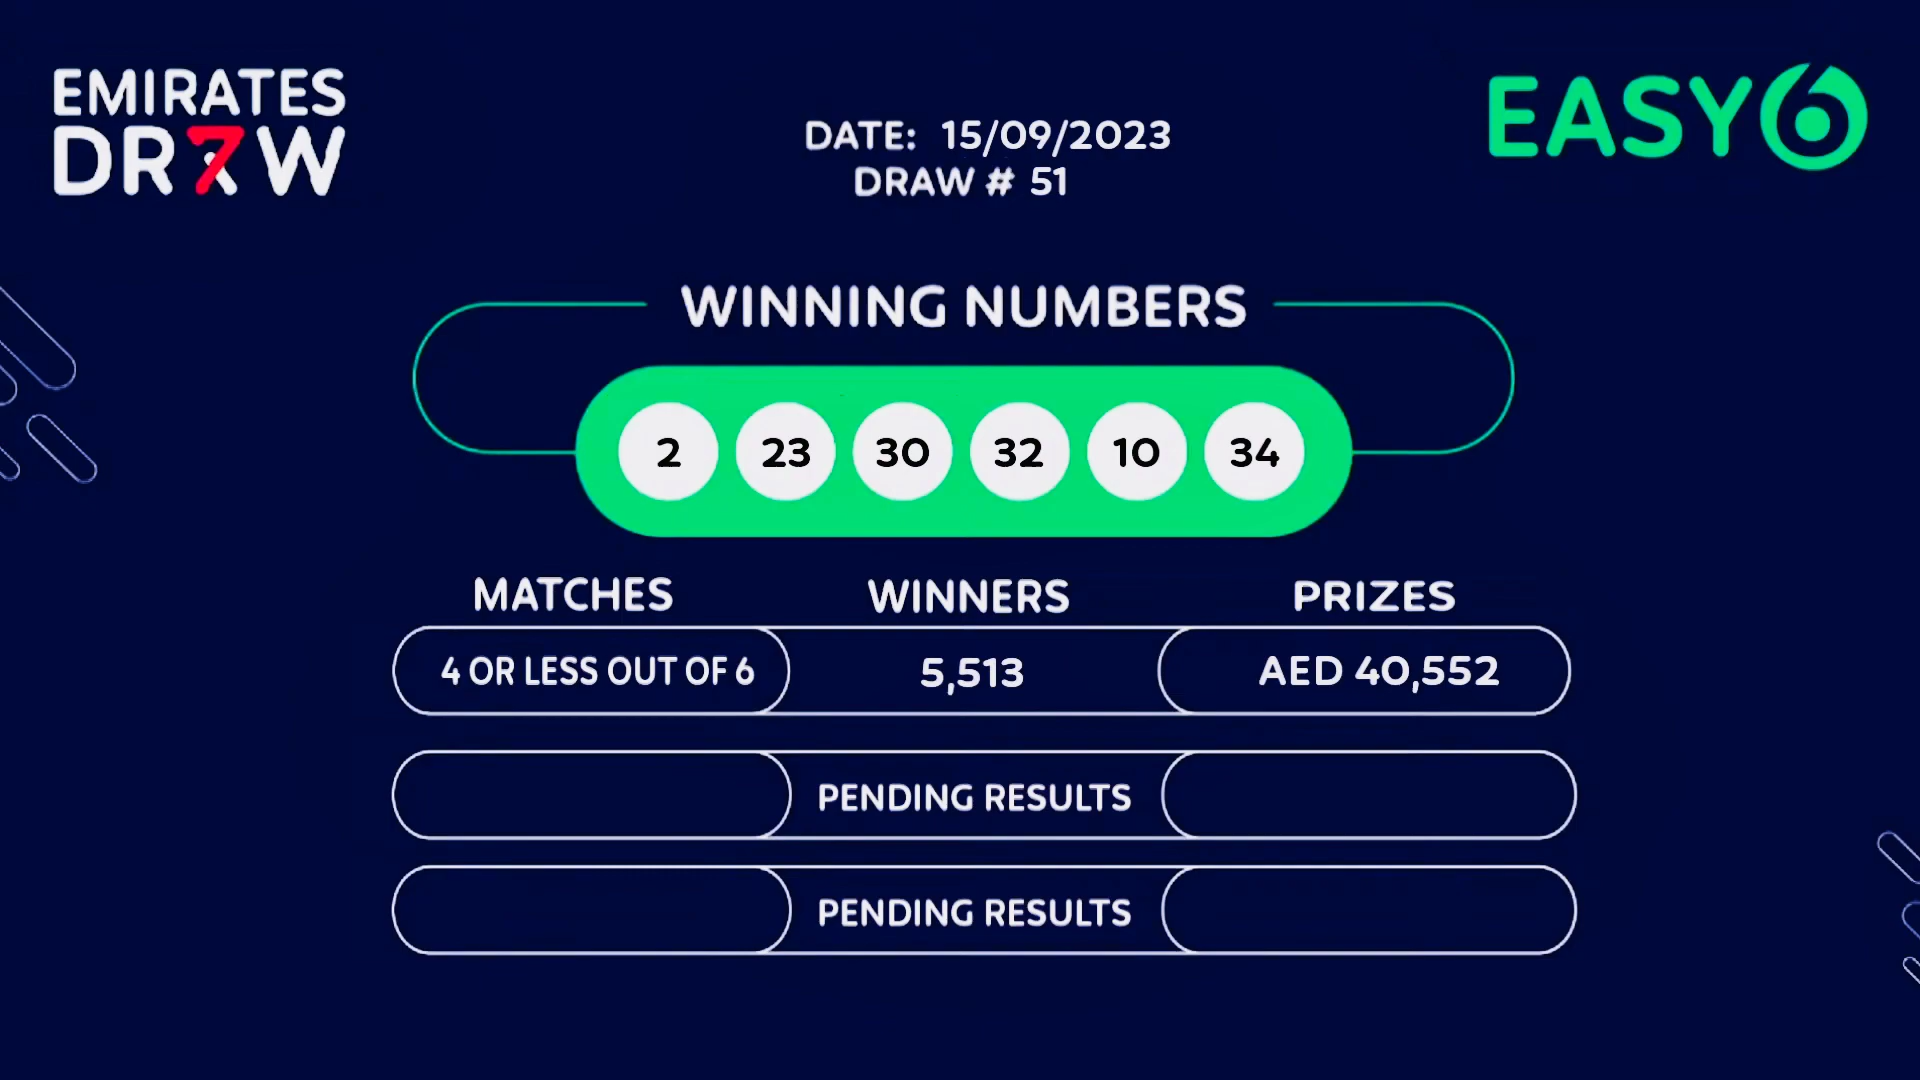 EMIRATES
DRAW
EASY6
DATE: 15/09/2023
DRAW # 51
WINNING NUMBERS
2 23 30 32 10 34
MATCHES WINNERS PRIZES
4 OR LESS OUT OF 6 5,513 AED 40,552
PENDING RESULTS
PENDING RESULTS